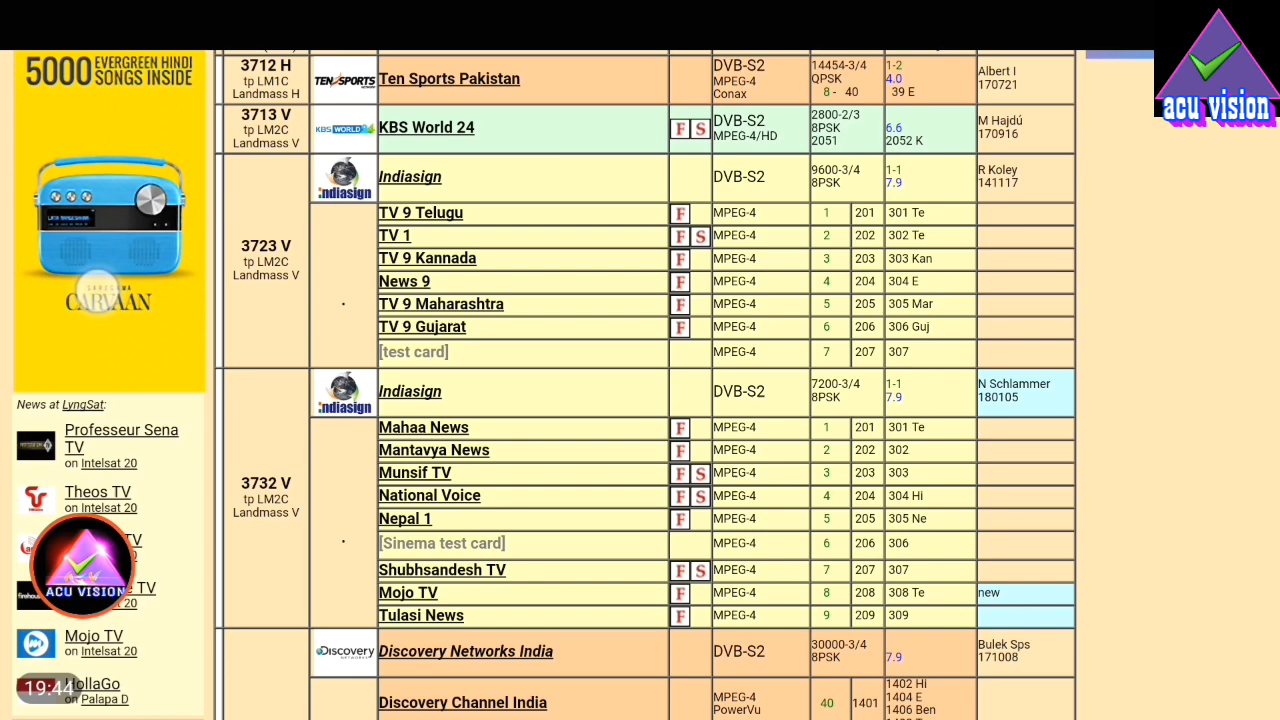 5000 EVERGREEN HINDI
SONGS INSIDE
SAREGAMA
CARVAAN
News at LyngSat:
Professeur Sena
TV
on Intelsat 20
Theos TV
on Intelsat 20
TV
TV
20
Mojo TV
on Intelsat 20
HollaGo
on Palapa D
19:44
ACU VISION
acu vision
3712 H
tp LM1C
Landmass H
TEN SPORTS
Ten Sports Pakistan
DVB-S2
MPEG-4
Conax
14454-3/4
QPSK
8 - 40
1-2
4.0
39 E
Albert I
170721
3713 V
tp LM2C
Landmass V
KBS WORLD 24
KBS World 24
F S
DVB-S2
MPEG-4/HD
2800-2/3
8PSK
2051
6.6
2052 K
M Hajdú
170916
3723 V
tp LM2C
Landmass V
indiasign
Indiasign
DVB-S2
9600-3/4
8PSK
1-1
7.9
R Koley
141117
TV 9 Telugu F MPEG-4 1 201 301 Te
TV 1 F S MPEG-4 2 202 302 Te
TV 9 Kannada F MPEG-4 3 203 303 Kan
News 9 F MPEG-4 4 204 304 E
TV 9 Maharashtra F MPEG-4 5 205 305 Mar
TV 9 Gujarat F MPEG-4 6 206 306 Guj
[test card] MPEG-4 7 207 307
3732 V
tp LM2C
Landmass V
indiasign
Indiasign
DVB-S2
7200-3/4
8PSK
1-1
7.9
N Schlammer
180105
Mahaa News F MPEG-4 1 201 301 Te
Mantavya News F MPEG-4 2 202 302
Munsif TV F S MPEG-4 3 203 303
National Voice F S MPEG-4 4 204 304 Hi
Nepal 1 F MPEG-4 5 205 305 Ne
[Sinema test card] MPEG-4 6 206 306
Shubhsandesh TV F S MPEG-4 7 207 307
Mojo TV F MPEG-4 8 208 308 Te new
Tulasi News F MPEG-4 9 209 309
Discovery NETWORKS
Discovery Networks India
DVB-S2
30000-3/4
8PSK
7.9
Bulek Sps
171008
Discovery Channel India
MPEG-4
PowerVu
40 1401
1402 Hi
1404 E
1406 Ben